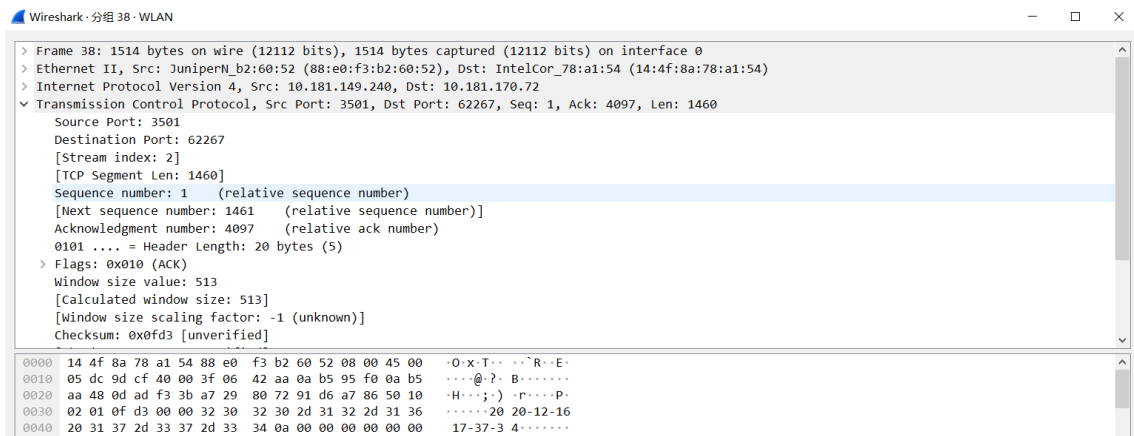 Wireshark · 分组 38 · WLAN
Frame 38: 1514 bytes on wire (12112 bits), 1514 bytes captured (12112 bits) on interface 0
Ethernet II, Src: JuniperN_b2:60:52 (88:e0:f3:b2:60:52), Dst: IntelCor_78:a1:54 (14:4f:8a:78:a1:54)
Internet Protocol Version 4, Src: 10.181.149.240, Dst: 10.181.170.72
Transmission Control Protocol, Src Port: 3501, Dst Port: 62267, Seq: 1, Ack: 4097, Len: 1460
Source Port: 3501
Destination Port: 62267
[Stream index: 2]
[TCP Segment Len: 1460]
Sequence number: 1    (relative sequence number)
[Next sequence number: 1461    (relative sequence number)]
Acknowledgment number: 4097    (relative ack number)
0101 .... = Header Length: 20 bytes (5)
Flags: 0x010 (ACK)
Window size value: 513
[Calculated window size: 513]
[Window size scaling factor: -1 (unknown)]
Checksum: 0x0fd3 [unverified]
0000 14 4f 8a 78 a1 54 88 e0 f3 b2 60 52 08 00 45 00 ·O·x·T·· ··`R··E·
0010 05 dc 9d cf 40 00 3f 06 42 aa 0a b5 95 f0 0a b5 ····@·?· B·······
0020 aa 48 0d ad f3 3b a7 29 80 72 91 d6 a7 86 50 10 ·H···;·) ·r····P·
0030 02 01 0f d3 00 00 32 30 32 30 2d 31 32 2d 31 36 ······20 20-12-16
0040 20 31 37 2d 33 37 2d 33 34 0a 00 00 00 00 00 00 17-37-3 4·······